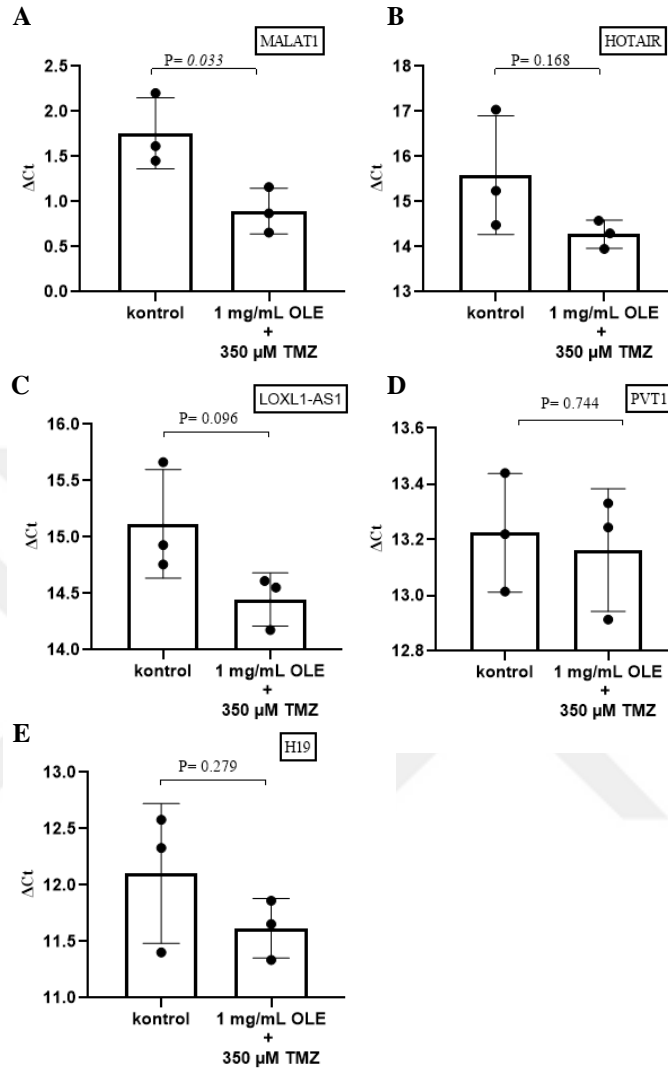 A
MALAT1
P= 0.033
2.5
2.0
1.5
1.0
0.5
0.0
ΔCt
kontrol
1 mg/mL OLE
+
350 µM TMZ
B
HOTAIR
P= 0.168
18
17
16
15
14
13
ΔCt
kontrol
1 mg/mL OLE
+
350 µM TMZ
C
LOXL1-AS1
P= 0.096
16.0
15.5
15.0
14.5
14.0
ΔCt
kontrol
1 mg/mL OLE
+
350 µM TMZ
D
PVT1
P= 0.744
13.6
13.4
13.2
13.0
12.8
ΔCt
kontrol
1 mg/mL OLE
+
350 µM TMZ
E
H19
P= 0.279
13.0
12.5
12.0
11.5
11.0
ΔCt
kontrol
1 mg/mL OLE
+
350 µM TMZ